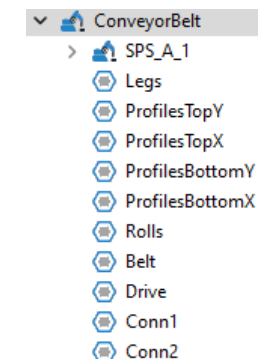 ConveyorBelt
SPS_A_1
Legs
ProfilesTopY
ProfilesTopX
ProfilesBottomY
ProfilesBottomX
Rolls
Belt
Drive
Conn1
Conn2